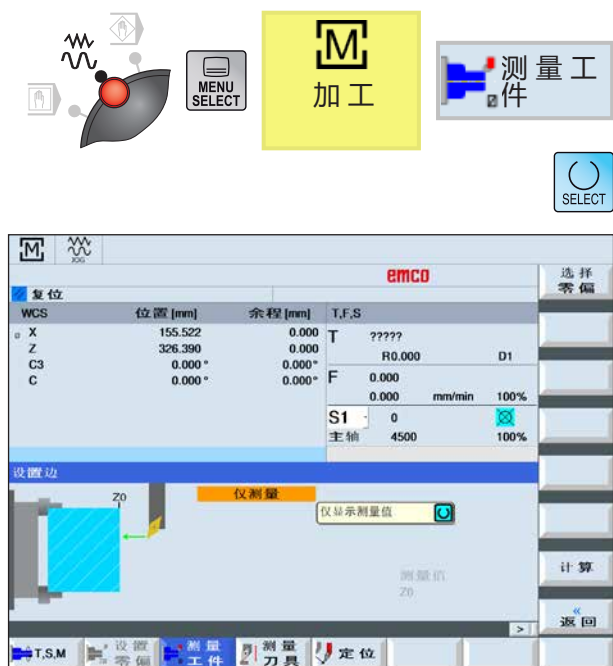 MENU
SELECT
M
加工
测量工
件
SELECT
M
JOG
emco
选择
零偏
复位
WCS 位置 [mm] 余程 [mm] T,F,S
X 155.522 0.000
Z 326.390 0.000
C3 0.000 ° 0.000°
C 0.000 ° 0.000°
T ?????
R0.000 D1
F 0.000
0.000 mm/min 100%
S1 0
主轴 4500 100%
设置边
Z0
仅测量
仅显示测量值
测量值
Z0
计算
«
返回
>
T,S,M
设置
零偏
测量
工件
测量
刀具
定位